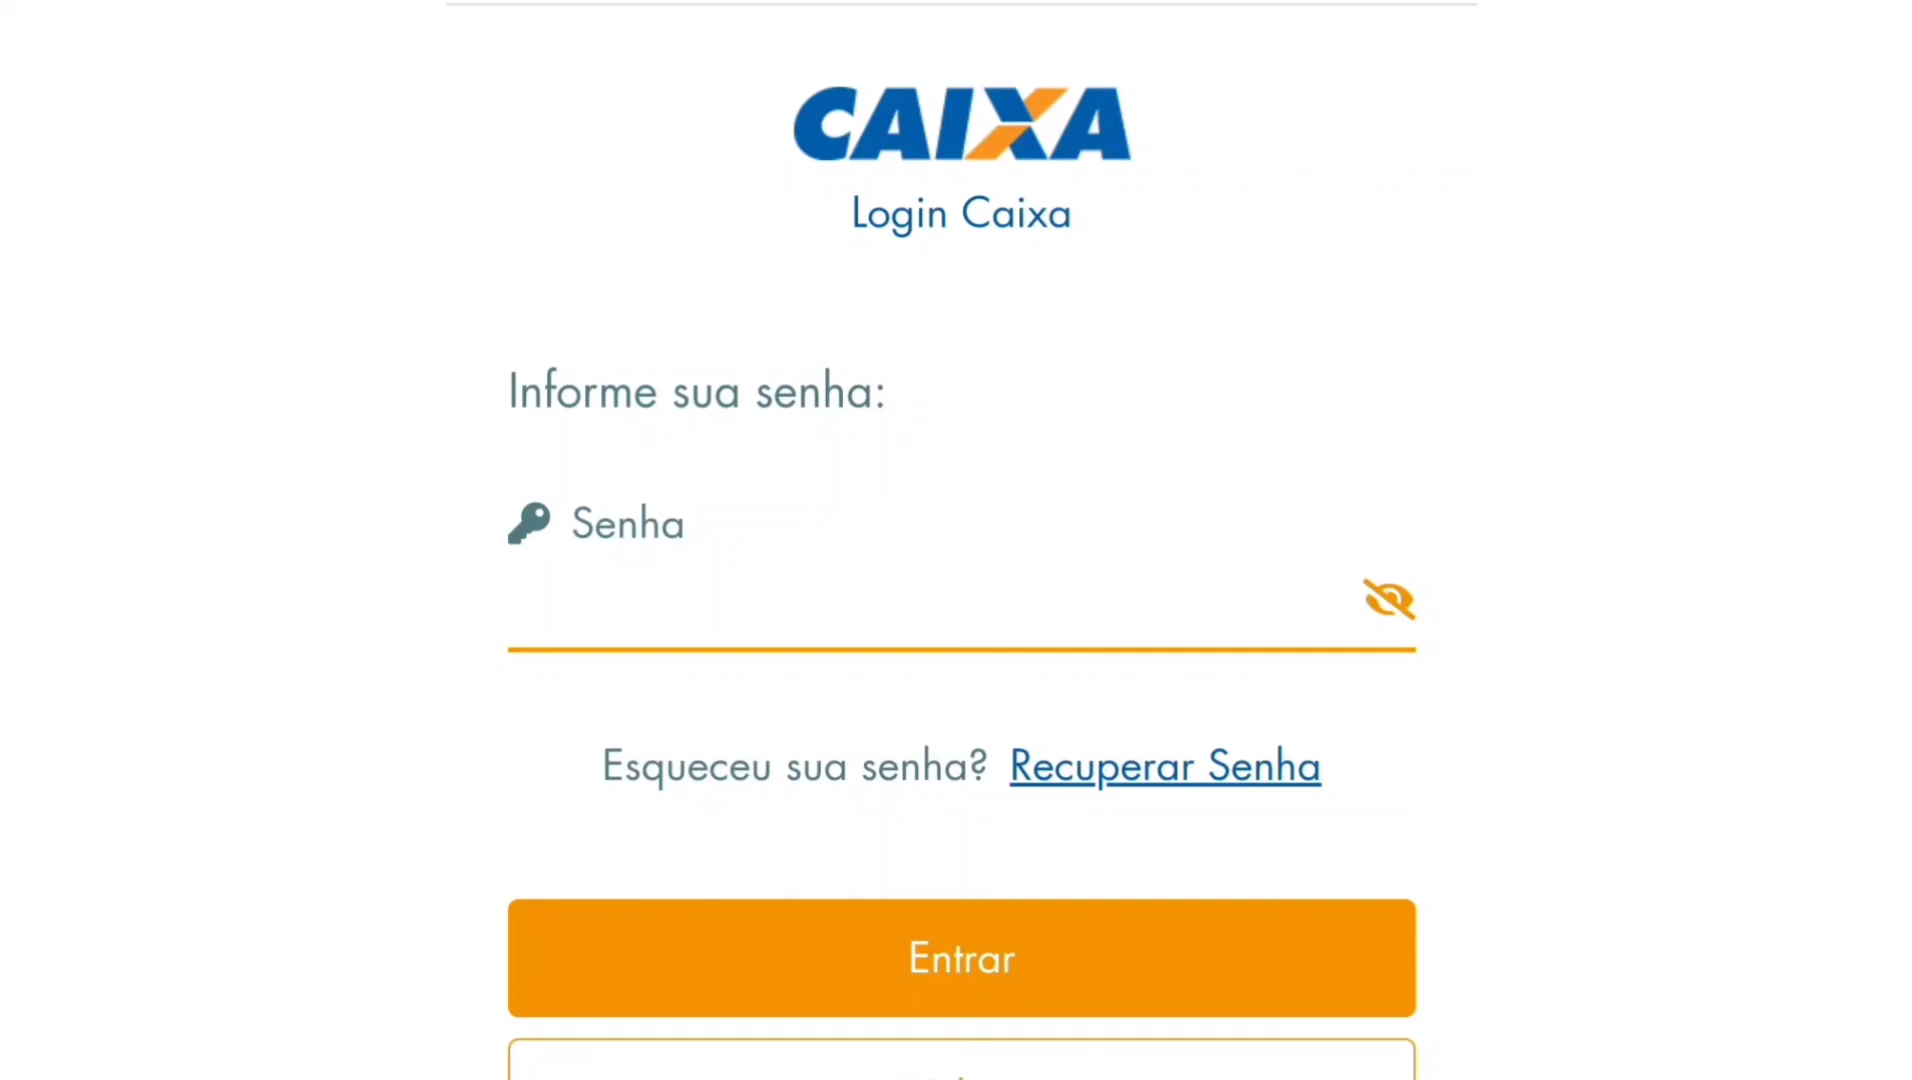 CAIXA
Login Caixa
Informe sua senha:
Senha
Esqueceu sua senha? Recuperar Senha
Entrar